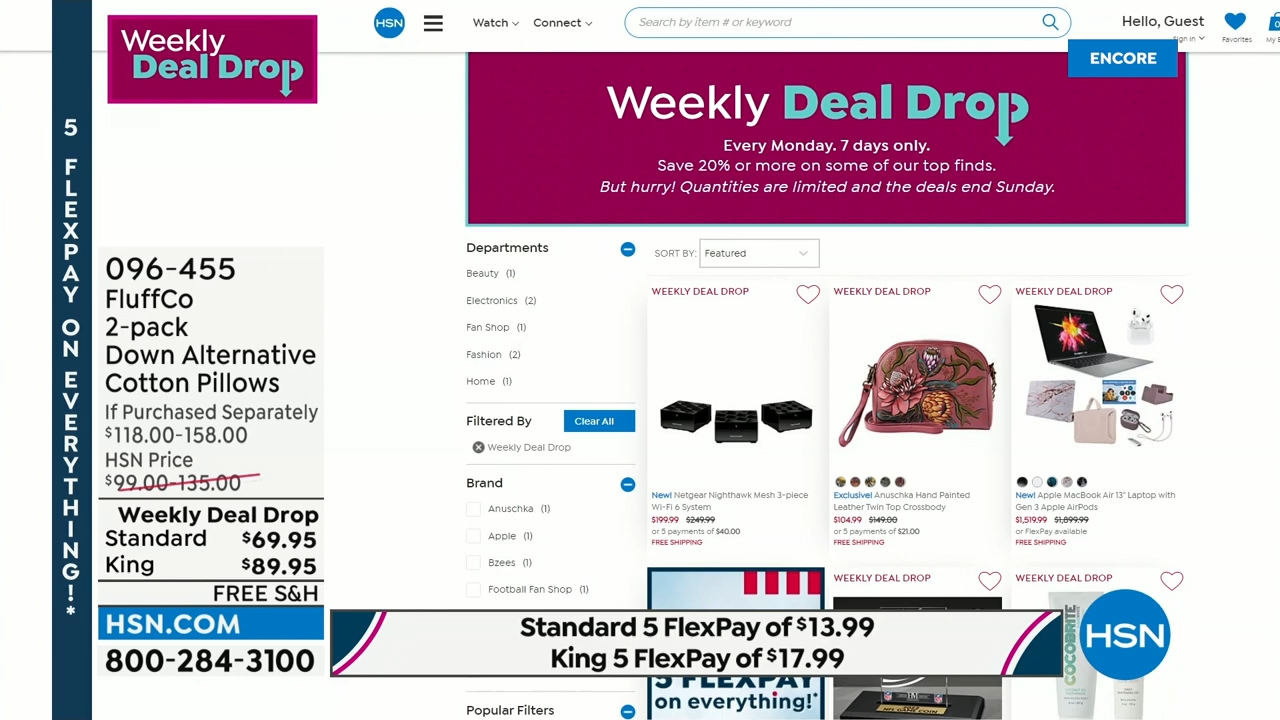 Weekly
Deal Drop
5 FLEXPAY ON EVERYTHING!*
096-455
FluffCo
2-pack
Down Alternative
Cotton Pillows
If Purchased Separately
$118.00-158.00
HSN Price
$99.00-135.00
Weekly Deal Drop
Standard $69.95
King $89.95
FREE S&H
HSN.COM
800-284-3100
HSN
Watch
Connect
Search by item # or keyword
Hello, Guest
Sign In
Favorites
My B
0
ENCORE
Weekly Deal Drop
Every Monday. 7 days only.
Save 20% or more on some of our top finds.
But hurry! Quantities are limited and the deals end Sunday.
Departments
Beauty (1)
Electronics (2)
Fan Shop (1)
Fashion (2)
Home (1)
Filtered By
Clear All
Weekly Deal Drop
Brand
Anuschka (1)
Apple (1)
Bzees (1)
Football Fan Shop (1)
Popular Filters
SORT BY: Featured
WEEKLY DEAL DROP
New! Netgear Nighthawk Mesh 3-piece
Wi-Fi 6 System
$199.99 $249.99
or 5 payments of $40.00
FREE SHIPPING
WEEKLY DEAL DROP
Exclusive! Anuschka Hand Painted
Leather Twin Top Crossbody
$104.99 $149.00
or 5 payments of $21.00
FREE SHIPPING
WEEKLY DEAL DROP
New! Apple MacBook Air 13" Laptop with
Gen 3 Apple AirPods
$1,519.99 $1,899.99
or FlexPay available
FREE SHIPPING
5 FLEXPAY
on everything!*
WEEKLY DEAL DROP
NFL GAME COIN
WEEKLY DEAL DROP
COCOBRITE
Standard 5 FlexPay of $13.99
King 5 FlexPay of $17.99
HSN